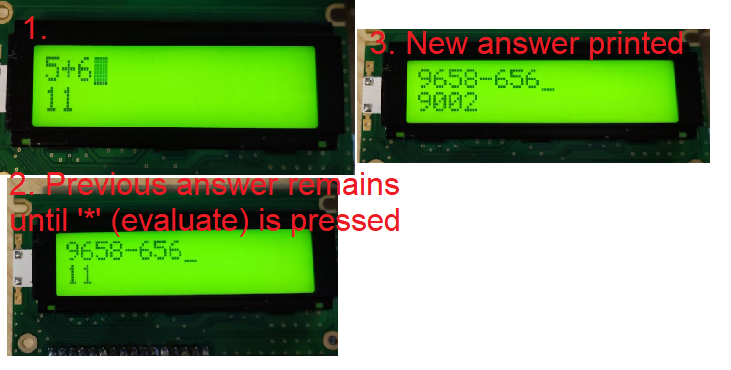 1.
5+6
11
2. Previous answer remains
until '*' (evaluate) is pressed
9658-656_
11
3. New answer printed
9658-656_
9002